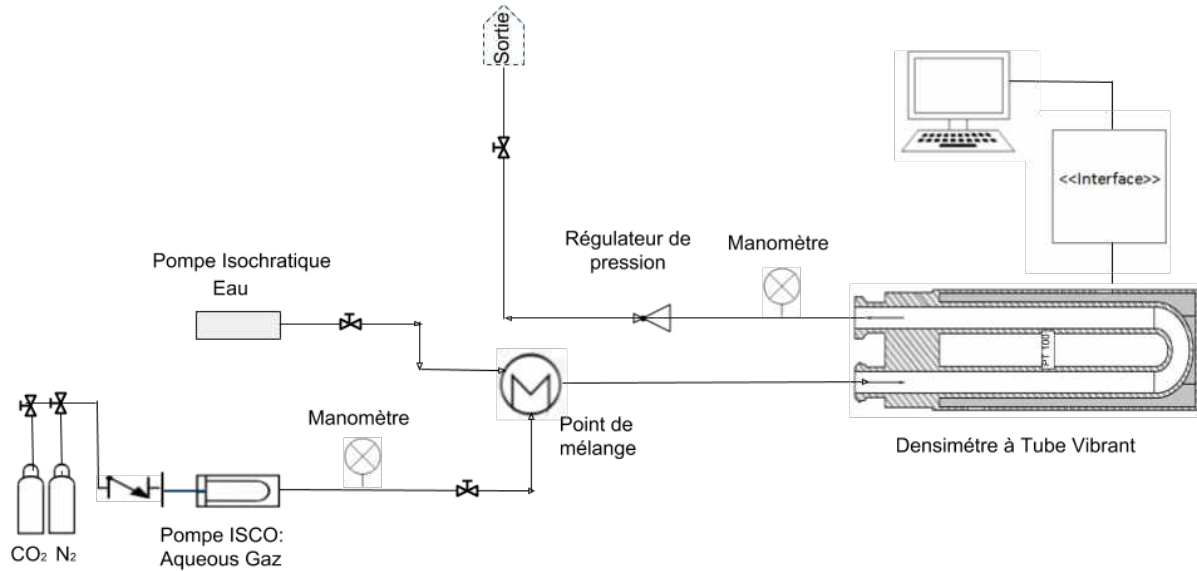 Sortie
<<Interface>>
Régulateur de
pression
Manomètre
Pompe Isochratique
Eau
PT 100
M
Point de
mélange
Manomètre
Densimétre à Tube Vibrant
Pompe ISCO:
Aqueous Gaz
CO₂ N₂